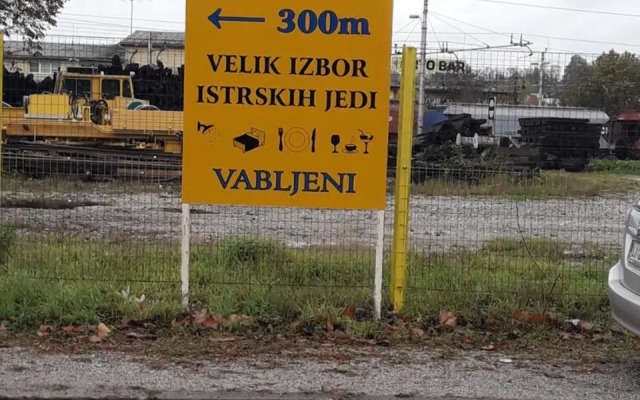 300m
VELIK IZBOR
ISTRSKIH JEDI
VABLJENI
BAR